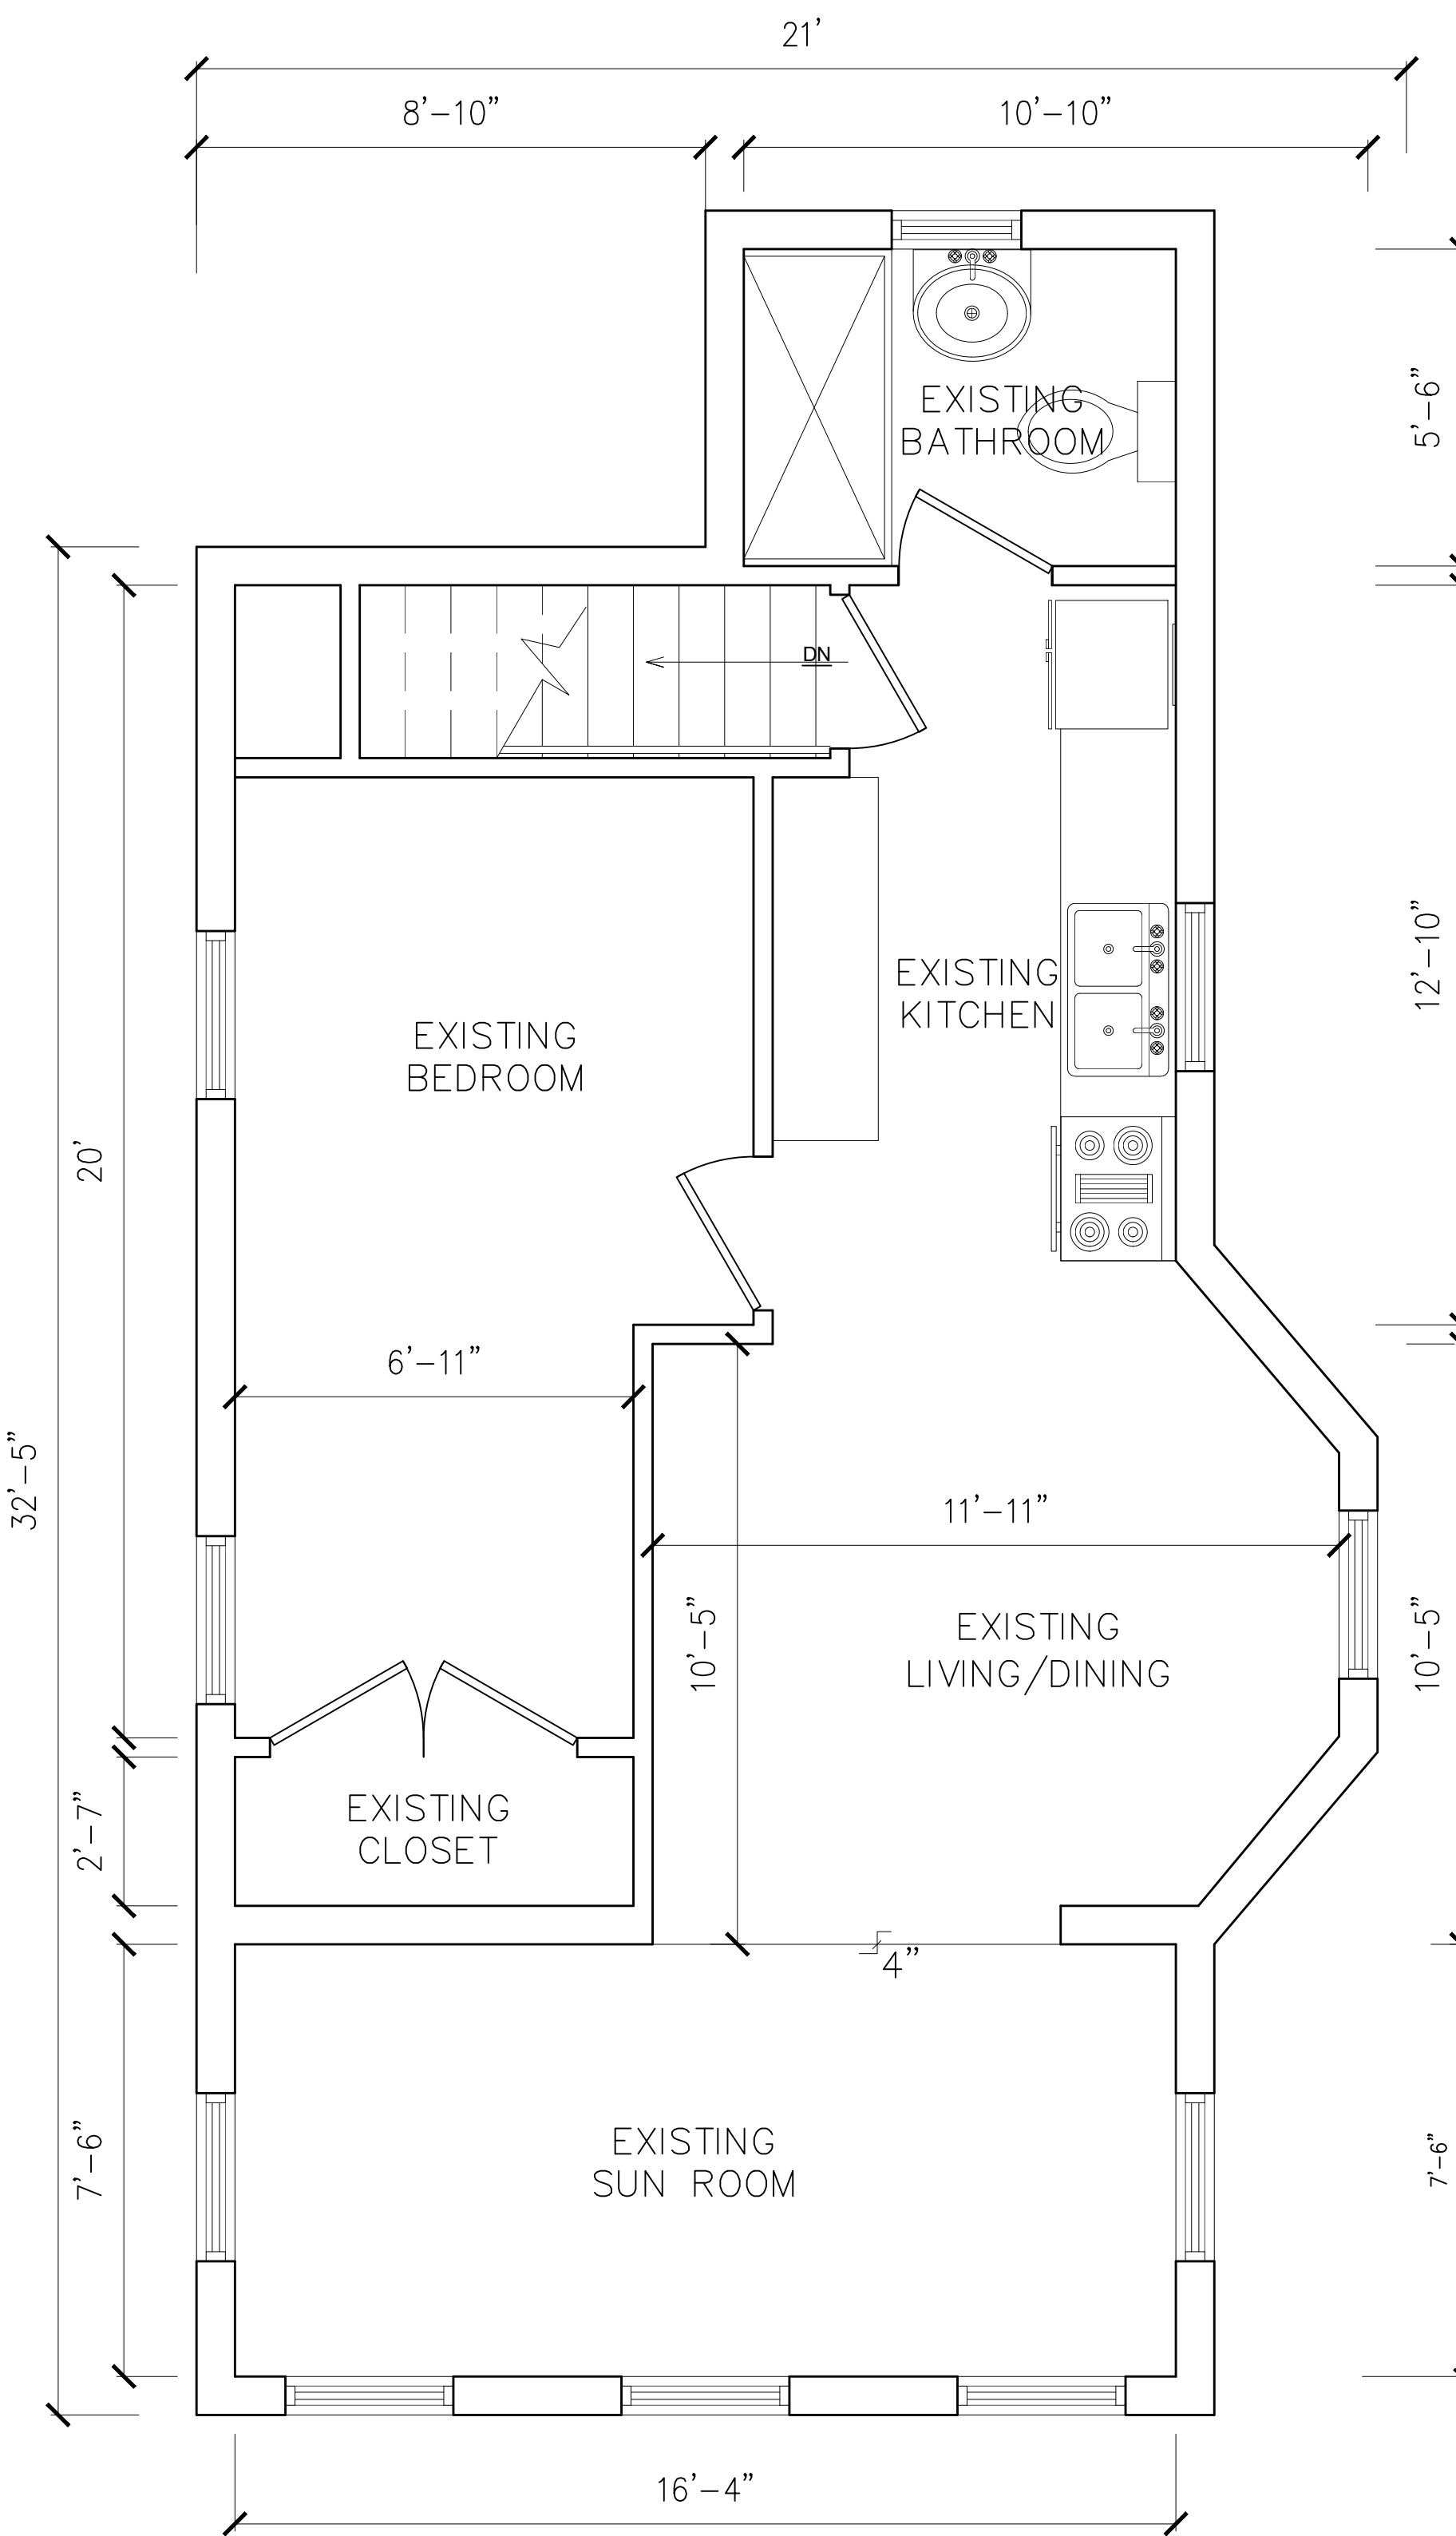 21'
8'-10"
10'-10"
EXISTING
BATHROOM
5'-6"
DN
EXISTING
KITCHEN
12'-10"
EXISTING
BEDROOM
20'
6'-11"
32'-5"
11'-11"
10'-5"
EXISTING
LIVING/DINING
10'-5"
2'-7"
EXISTING
CLOSET
4"
7'-6"
EXISTING
SUN ROOM
7'-6"
16'-4"